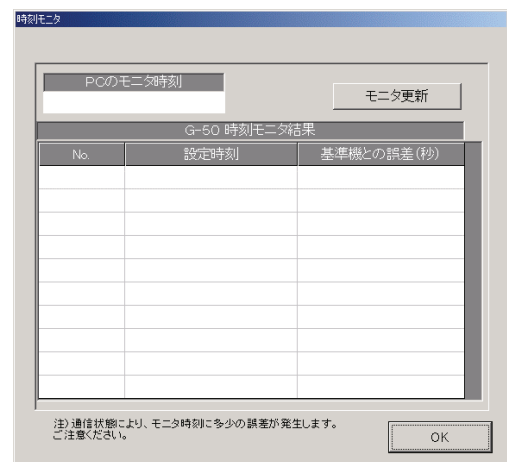 時刻モニタ
PCのモニタ時刻
モニタ更新
G-50 時刻モニタ結果
No. 設定時刻 基準機との誤差(秒)
注)通信状態により、モニタ時刻に多少の誤差が発生します。
ご注意ください。
OK